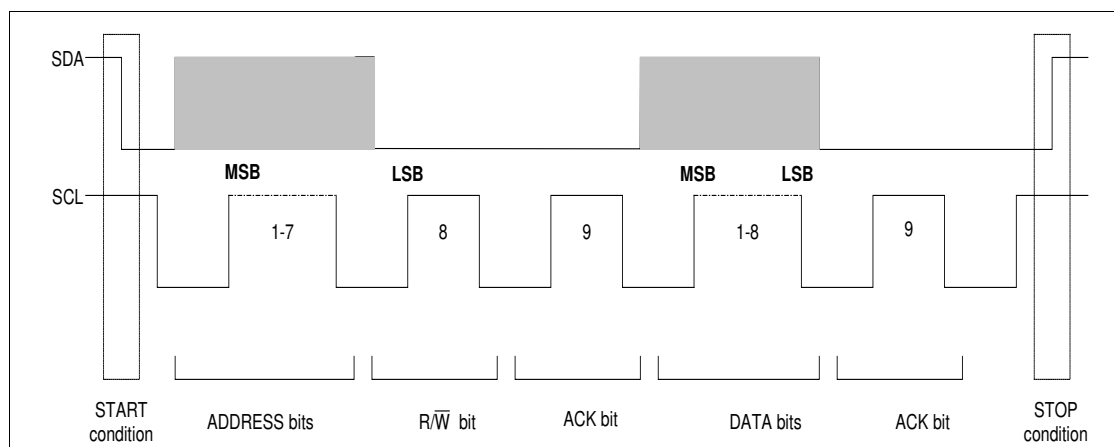 SDA
MSB LSB MSB LSB
SCL
1-7 8 9 1-8 9
START condition
ADDRESS bits
R/W̅ bit
ACK bit
DATA bits
ACK bit
STOP condition